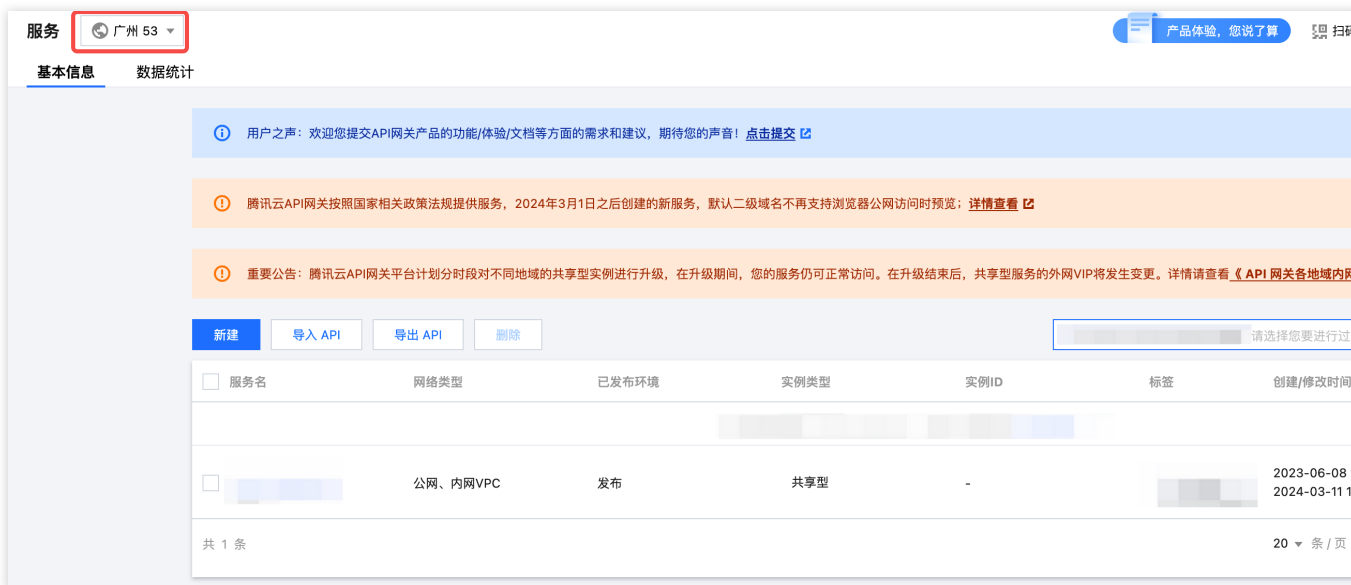 服务 广州 53 产品体验，您说了算 扫码
基本信息 数据统计
用户之声：欢迎您提交API网关产品的功能/体验/文档等方面的需求和建议，期待您的声音！点击提交
腾讯云API网关按照国家相关政策法规提供服务，2024年3月1日之后创建的新服务，默认二级域名不再支持浏览器公网访问时预览；详情查看
重要公告：腾讯云API网关平台计划分时段对不同地域的共享型实例进行升级，在升级期间，您的服务仍可正常访问。在升级结束后，共享型服务的外网VIP将发生变更。详情请查看《 API 网关各地域内网
新建 导入 API 导出 API 删除 请选择您要进行过
服务名 网络类型 已发布环境 实例类型 实例ID 标签 创建/修改时间
公网、内网VPC 发布 共享型 - 2023-06-08
2024-03-11 1
共 1 条 20 条 / 页